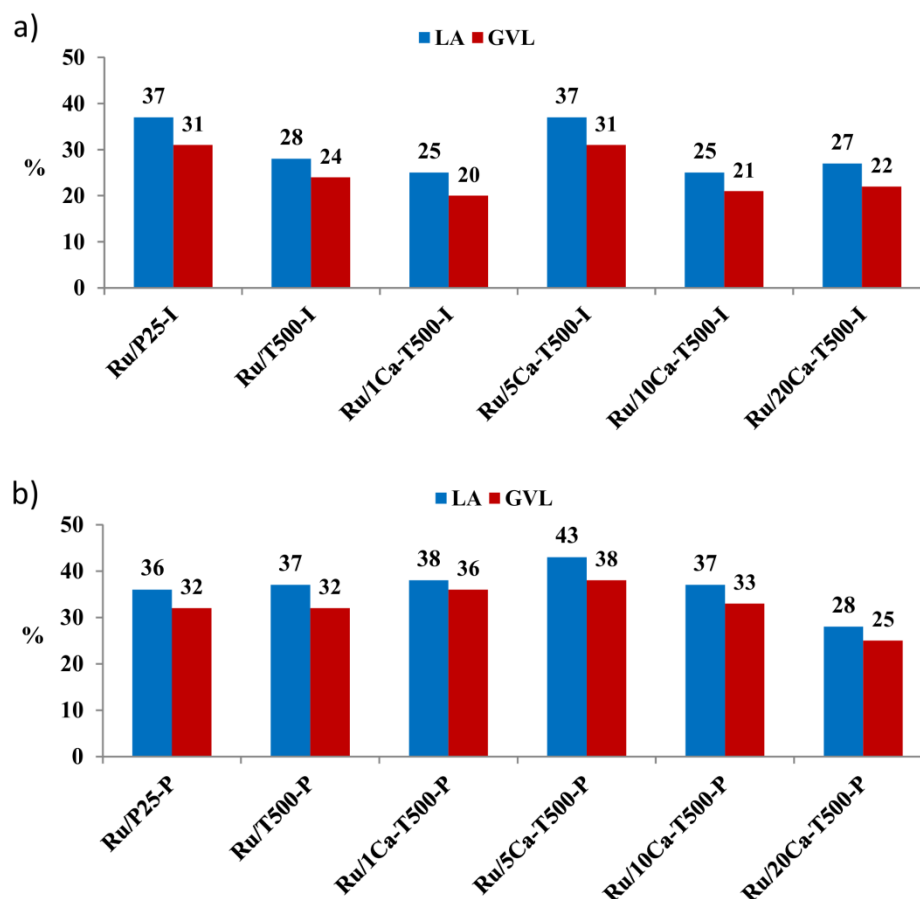 a)
LA GVL
50
40
30
20
10
0
%
37 31 28 24 25 20 37 31 25 21 27 22
Ru/P25-I
Ru/T500-I
Ru/1Ca-T500-I
Ru/5Ca-T500-I
Ru/10Ca-T500-I
Ru/20Ca-T500-I
b)
LA GVL
50
40
30
20
10
0
%
36 32 37 32 38 36 43 38 37 33 28 25
Ru/P25-P
Ru/T500-P
Ru/1Ca-T500-P
Ru/5Ca-T500-P
Ru/10Ca-T500-P
Ru/20Ca-T500-P